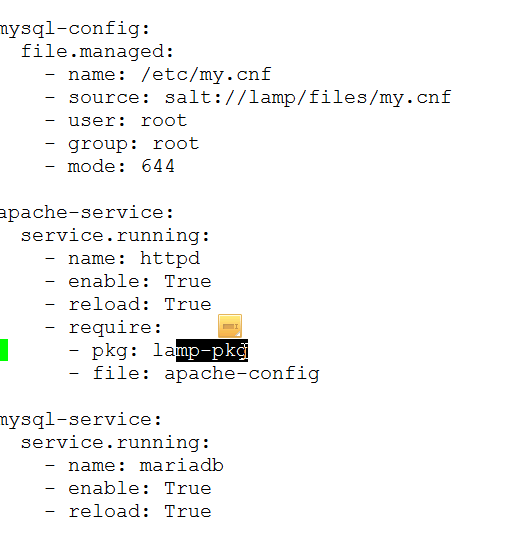 mysql-config:
  file.managed:
    - name: /etc/my.cnf
    - source: salt://lamp/files/my.cnf
    - user: root
    - group: root
    - mode: 644

apache-service:
  service.running:
    - name: httpd
    - enable: True
    - reload: True
    - require:
      - pkg: lamp-pkg
      - file: apache-config

mysql-service:
  service.running:
    - name: mariadb
    - enable: True
    - reload: True